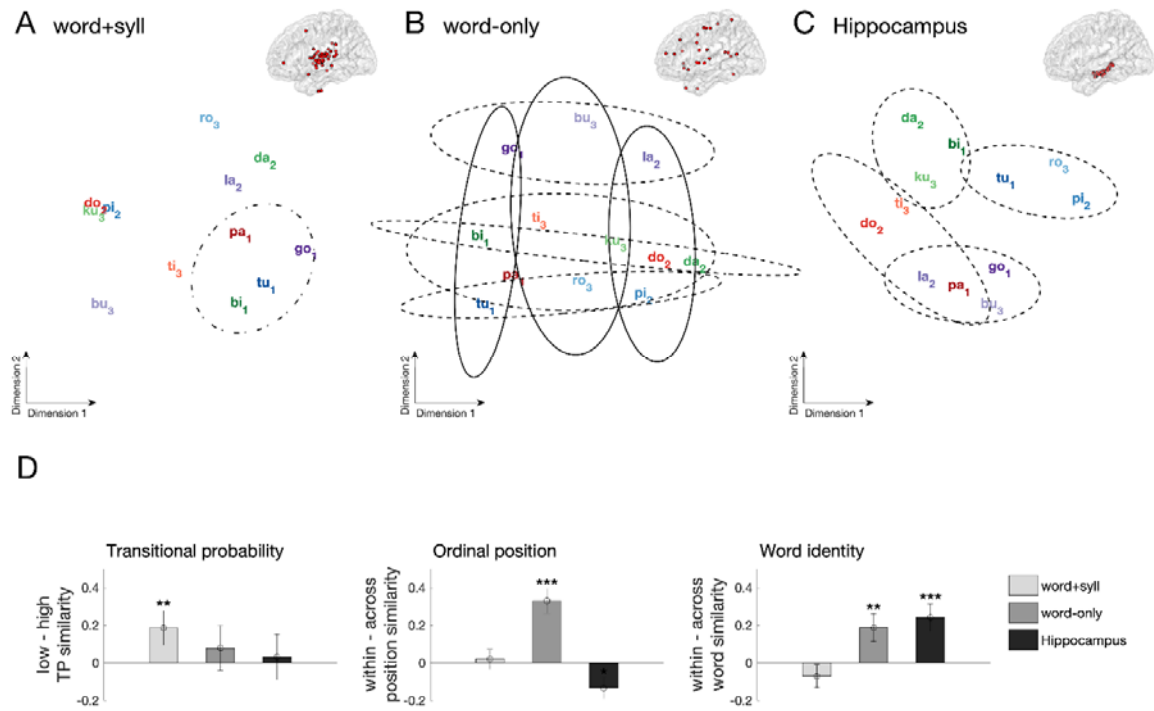 A word+syll
ro3
da2
la2
do2 pi2
ku3
pa1
go1
ti3
tu1
bi1
bu3
Dimension 2
Dimension 1
B word-only
bu3
go1
la2
ti3
bi1
ku3
do2 da2
pa1
ro3
pi2
tu1
Dimension 2
Dimension 1
C Hippocampus
da2
bi1
ro3
tu1
ku3
pi2
ti3
do2
go1
la2
pa1
bu3
Dimension 2
Dimension 1
D
Transitional probability
low - high
TP similarity
0.4
0.2
0
-0.2
**
Ordinal position
within - across
position similarity
0.4
0.2
0
-0.2
***
*
Word identity
within - across
word similarity
0.4
0.2
0
-0.2
**
***
word+syll
word-only
Hippocampus